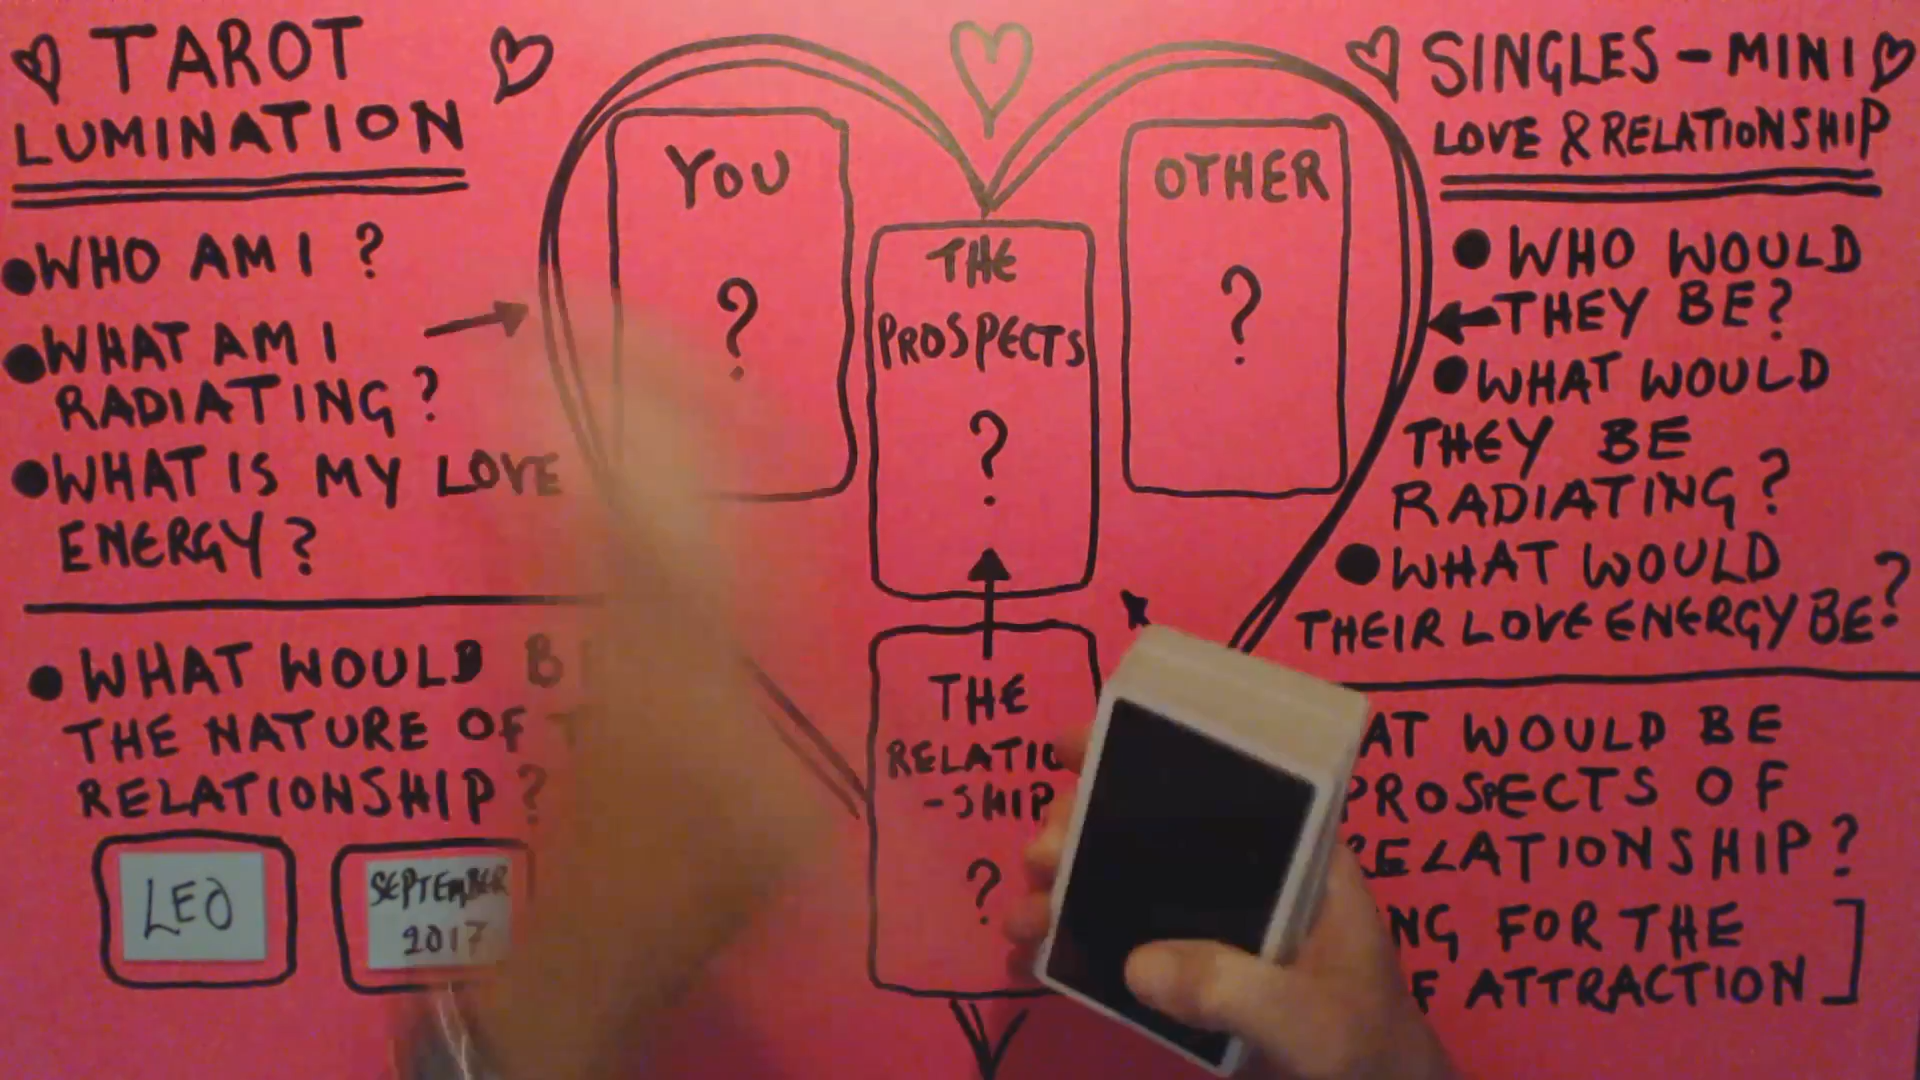 TAROT
LUMINATION
• WHO AM I ?
• WHAT AM I
RADIATING ?
• WHAT IS MY LOVE
ENERGY ?
• WHAT WOULD
THE NATURE OF
RELATIONSHIP ?
LEO
SEPTEMBER
2017
YOU
?
THE
PROSPECTS
?
OTHER
?
THE
RELATIO
-SHIP
?
SINGLES - MINI
LOVE & RELATIONSHIP
• WHO WOULD
THEY BE?
• WHAT WOULD
THEY BE
RADIATING ?
• WHAT WOULD
THEIR LOVE ENERGY BE?
AT WOULD BE
PROSPECTS OF
RELATIONSHIP ?
NG FOR THE
F ATTRACTION ]